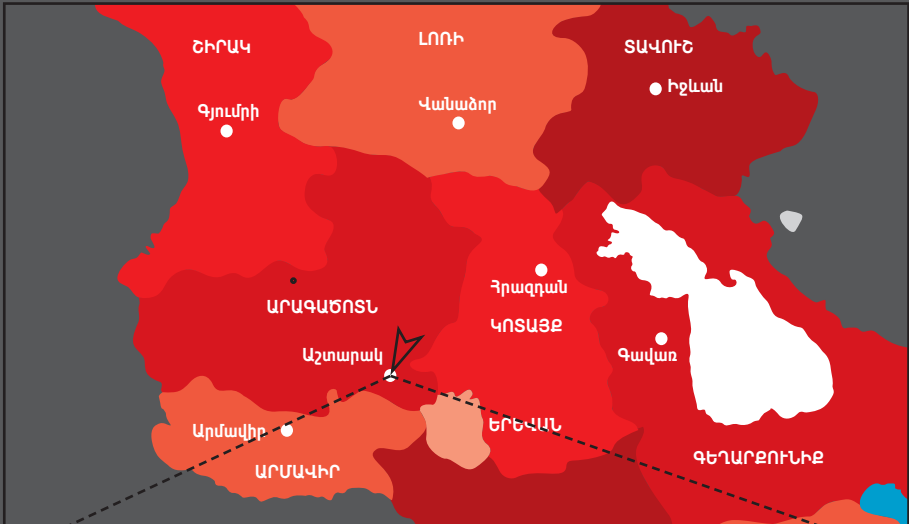 ՇԻՐԱԿ
ԼՈՌԻ
ՏԱՎՈՒՇ
Գյումրի
Վանաձոր
Իջևան
ԱՐԱԳԱԾՈՏՆ
Հրազդան
ԿՈՏԱՅՔ
Աշտարակ
Գավառ
Արմավիր
ԵՐԵՎԱՆ
ԱՐՄԱՎԻՐ
ԳԵՂԱՐՔՈՒՆԻՔ